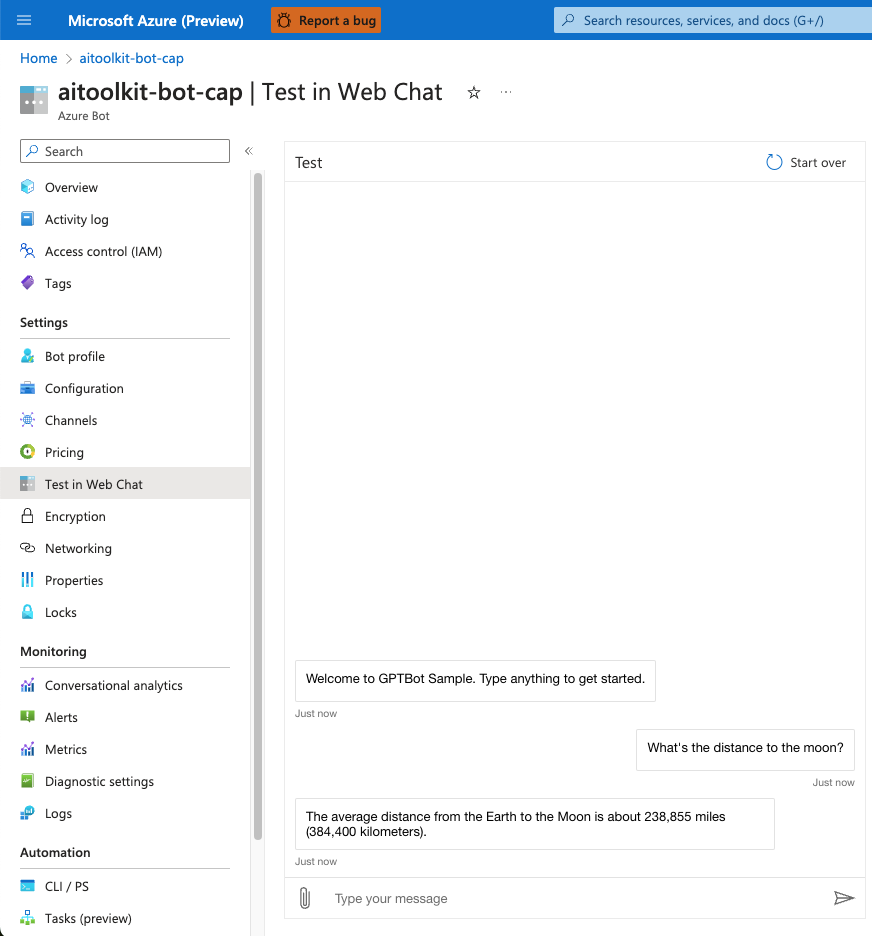 Microsoft Azure (Preview)
Report a bug
Search resources, services, and docs (G+/)
Home > aitoolkit-bot-cap
aitoolkit-bot-cap | Test in Web Chat
Azure Bot
Search
Overview
Activity log
Access control (IAM)
Tags
Settings
Bot profile
Configuration
Channels
Pricing
Test in Web Chat
Encryption
Networking
Properties
Locks
Monitoring
Conversational analytics
Alerts
Metrics
Diagnostic settings
Logs
Automation
CLI / PS
Tasks (preview)
Test
Start over
Welcome to GPTBot Sample. Type anything to get started.
Just now
What's the distance to the moon?
Just now
The average distance from the Earth to the Moon is about 238,855 miles
(384,400 kilometers).
Just now
Type your message